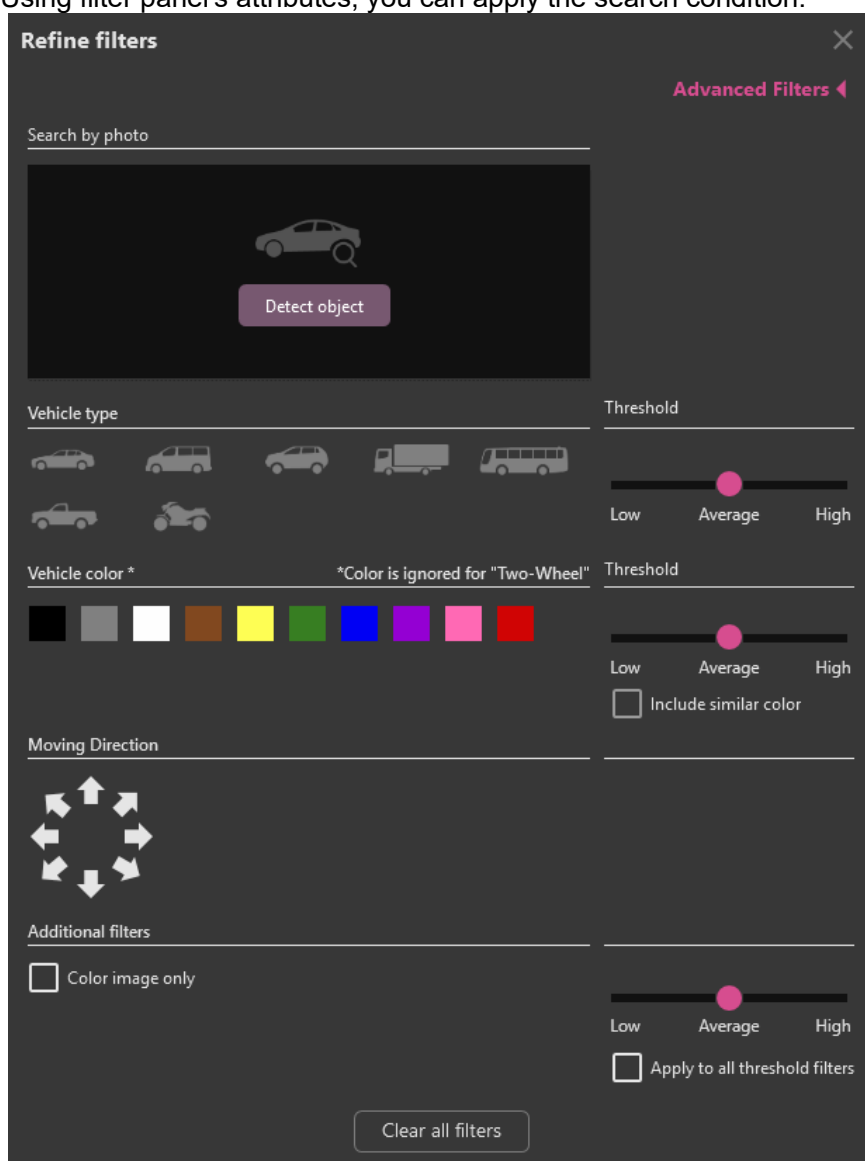 Using filter panel's attributes, you can apply the search condition.
Refine filters
Advanced Filters
Search by photo
Detect object
Vehicle type
Threshold
Low Average High
Vehicle color * *Color is ignored for "Two-Wheel"
Threshold
Low Average High
Include similar color
Moving Direction
Additional filters
Color image only
Low Average High
Apply to all threshold filters
Clear all filters